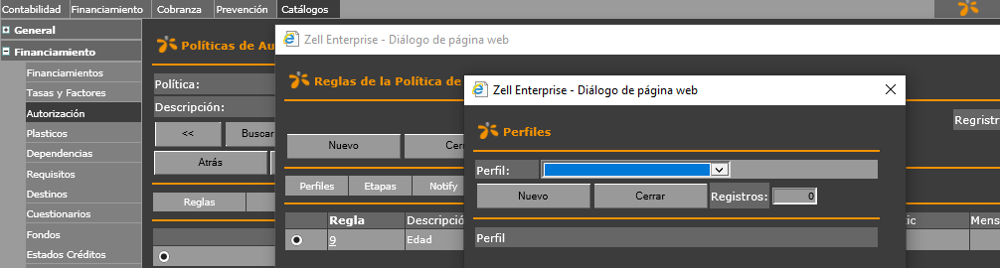 Contabilidad Financiamiento Cobranza Prevención Catálogos
General
Financiamiento
Financiamientos
Tasas y Factores
Autorización
Plasticos
Dependencias
Requisitos
Destinos
Cuestionarios
Fondos
Estados Créditos
Políticas de Au
Política:
Descripción:
<< Buscar
Atrás
Reglas
Zell Enterprise - Diálogo de página web
Reglas de la Política de
Regristro
Nuevo Cerr
Perfiles Etapas Notify
Regla Descripció ic Mens
9 Edad
Zell Enterprise - Diálogo de página web
Perfiles
Perfil:
Nuevo Cerrar Registros: 0
Perfil